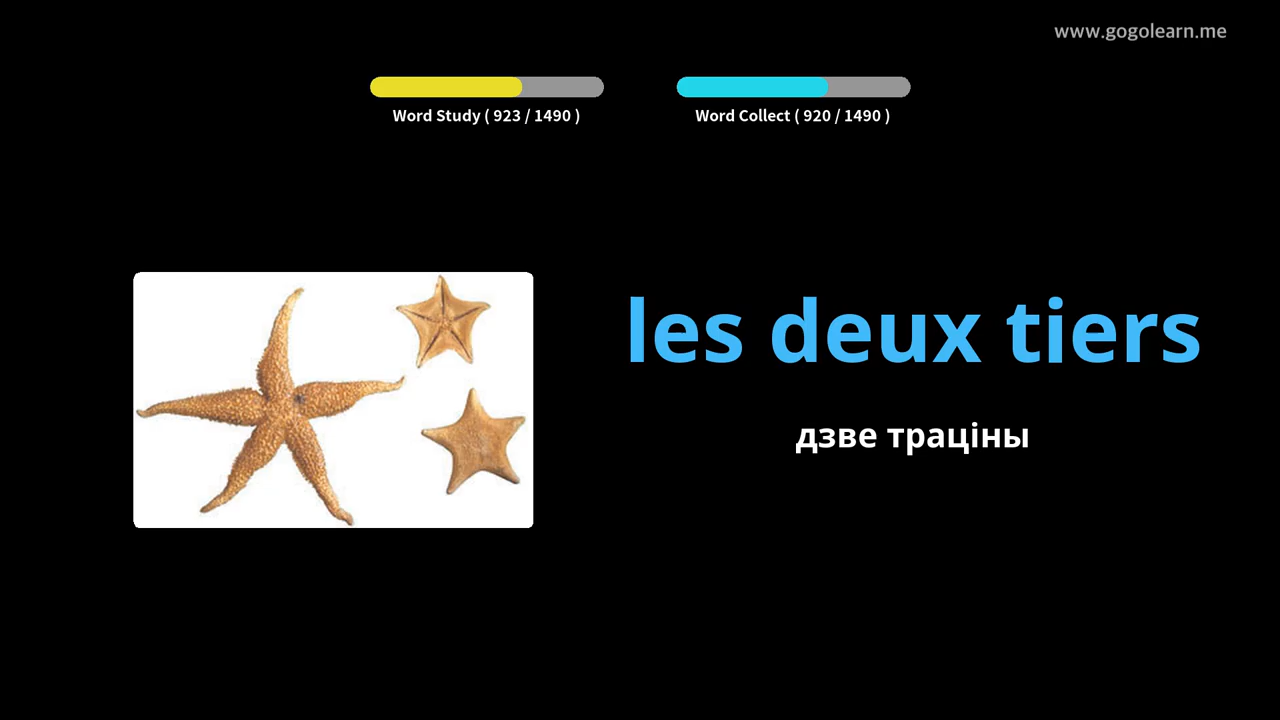 www.gogolearn.me
Word Study ( 923 / 1490 )
Word Collect ( 920 / 1490 )
les deux tiers
дзве траціны